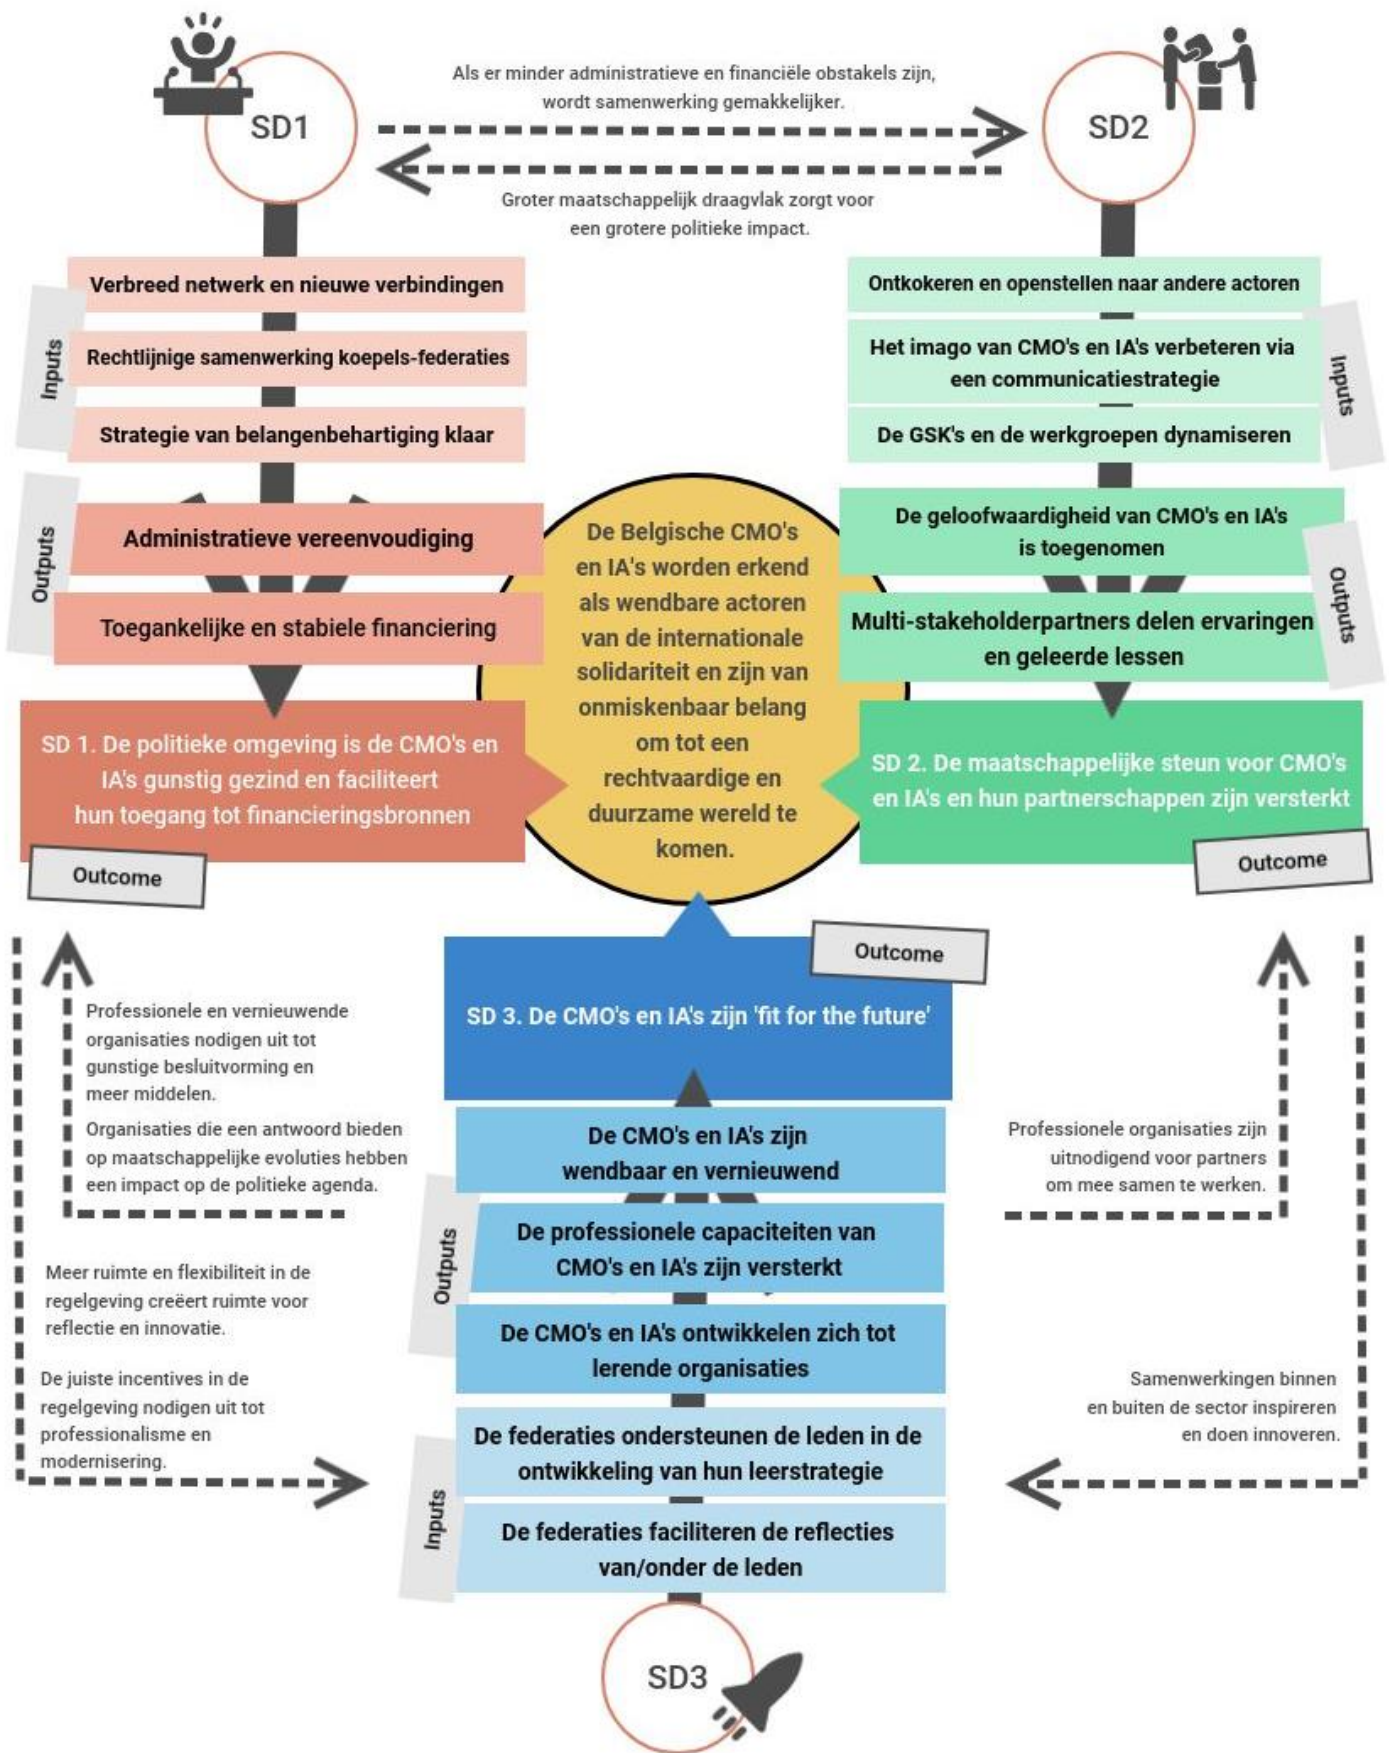 SD1
Als er minder administratieve en financiële obstakels zijn,
wordt samenwerking gemakkelijker.
SD2
Groter maatschappelijk draagvlak zorgt voor
een grotere politieke impact.
Inputs
Verbreed netwerk en nieuwe verbindingen
Rechtlijnige samenwerking koepels-federaties
Strategie van belangenbehartiging klaar
Outputs
Administratieve vereenvoudiging
Toegankelijke en stabiele financiering
SD 1. De politieke omgeving is de CMO's en
IA's gunstig gezind en faciliteert
hun toegang tot financieringsbronnen
Outcome
Ontkokeren en openstellen naar andere actoren
Het imago van CMO's en IA's verbeteren via
een communicatiestrategie
De GSK's en de werkgroepen dynamiseren
Inputs
De geloofwaardigheid van CMO's en IA's
is toegenomen
Multi-stakeholderpartners delen ervaringen
en geleerde lessen
Outputs
SD 2. De maatschappelijke steun voor CMO's
en IA's en hun partnerschappen zijn versterkt
Outcome
De Belgische CMO's
en IA's worden erkend
als wendbare actoren
van de internationale
solidariteit en zijn van
onmiskenbaar belang
om tot een
rechtvaardige en
duurzame wereld te
komen.
Outcome
SD 3. De CMO's en IA's zijn 'fit for the future'
De CMO's en IA's zijn
wendbaar en vernieuwend
Outputs
De professionele capaciteiten van
CMO's en IA's zijn versterkt
De CMO's en IA's ontwikkelen zich tot
lerende organisaties
Inputs
De federaties ondersteunen de leden in de
ontwikkeling van hun leerstrategie
De federaties faciliteren de reflecties
van/onder de leden
SD3
Professionele en vernieuwende
organisaties nodigen uit tot
gunstige besluitvorming en
meer middelen.
Organisaties die een antwoord bieden
op maatschappelijke evoluties hebben
een impact op de politieke agenda.
Meer ruimte en flexibiliteit in de
regelgeving creëert ruimte voor
reflectie en innovatie.
De juiste incentives in de
regelgeving nodigen uit tot
professionalisme en
modernisering.
Professionele organisaties zijn
uitnodigend voor partners
om mee samen te werken.
Samenwerkingen binnen
en buiten de sector inspireren
en doen innoveren.